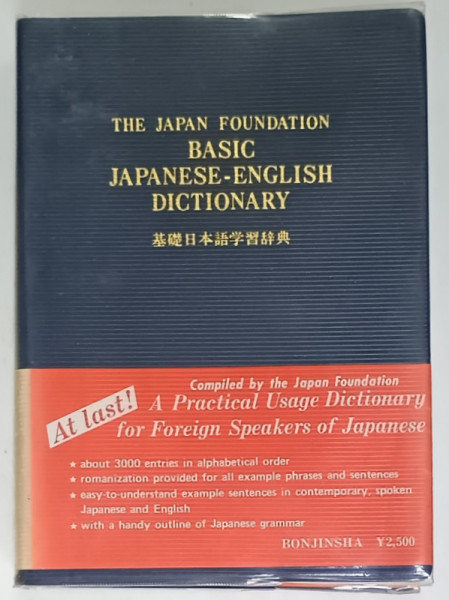 THE JAPAN FOUNDATION
BASIC
JAPANESE-ENGLISH
DICTIONARY
基礎日本語学習辞典
Compiled by the Japan Foundation
At last!
A Practical Usage Dictionary
for Foreign Speakers of Japanese
★ about 3000 entries in alphabetical order
★ romanization provided for all example phrases and sentences
★ easy-to-understand example sentences in contemporary, spoken
Japanese and English
★ with a handy outline of Japanese grammar
BONJINSHA ¥2,500